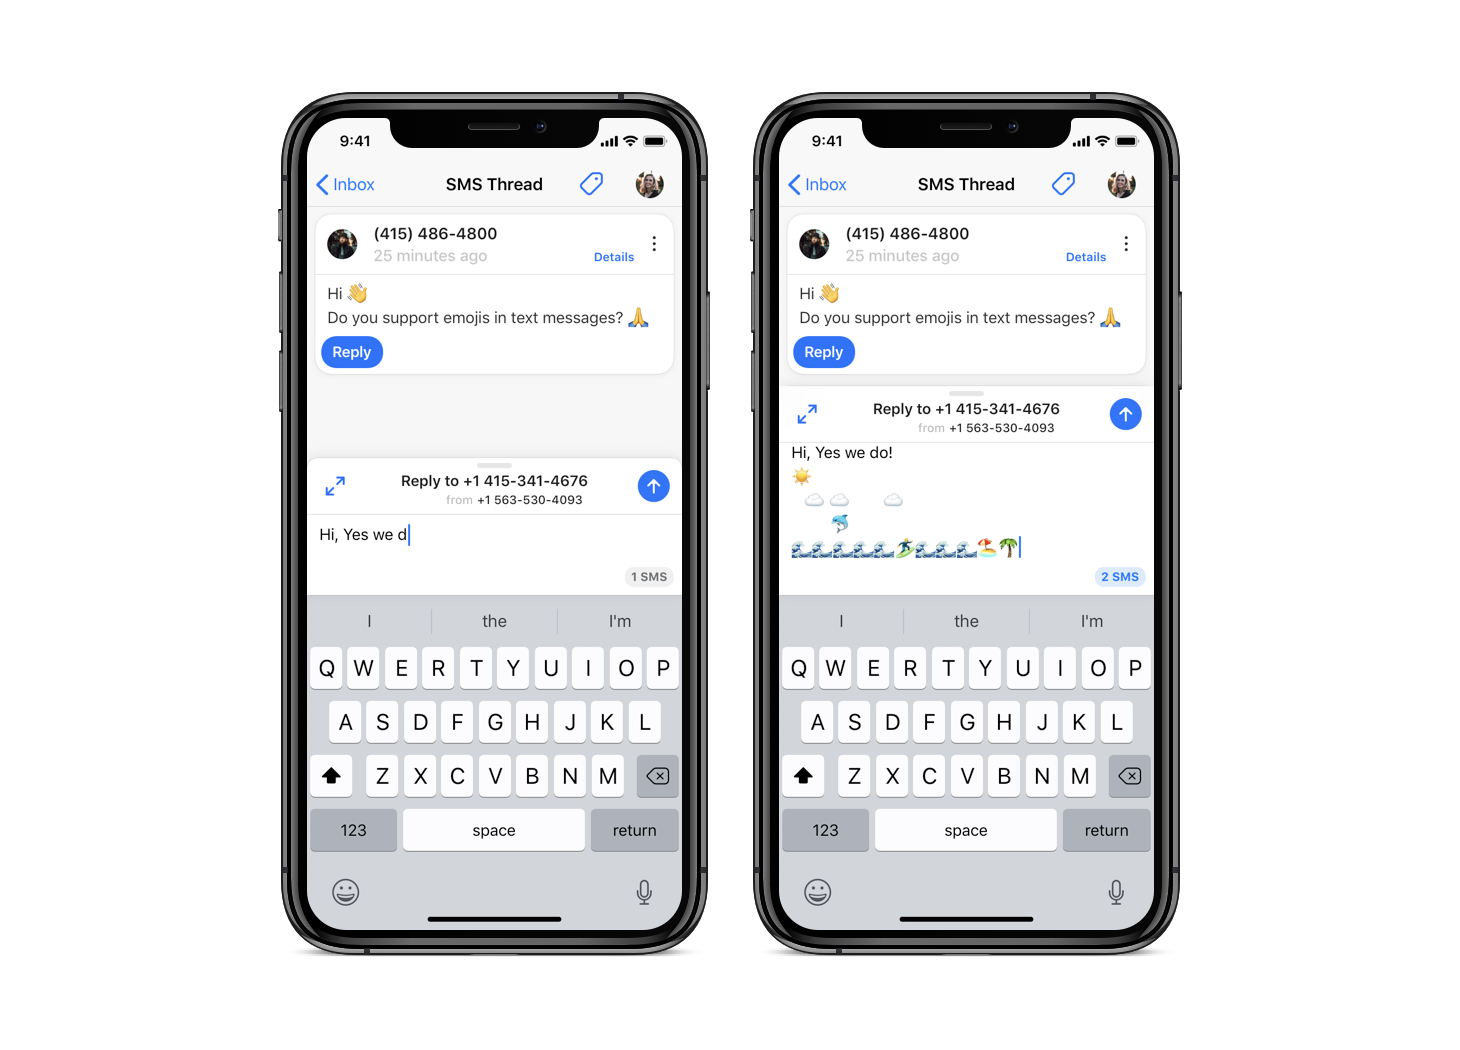 9:41
Inbox
SMS Thread
(415) 486-4800
25 minutes ago
Details
Hi 👋
Do you support emojis in text messages? 🙏
Reply
Reply to +1 415-341-4676
from +1 563-530-4093
Hi, Yes we d
1 SMS
I the I'm
Q W E R T Y U I O P
A S D F G H J K L
Z X C V B N M
123 space return
9:41
Inbox
SMS Thread
(415) 486-4800
25 minutes ago
Details
Hi 👋
Do you support emojis in text messages? 🙏
Reply
Reply to +1 415-341-4676
from +1 563-530-4093
Hi, Yes we do!
☀️
☁️☁️ ☁️
🐬
🌊🌊🌊🌊🌊🏄🌊🌊🌊🏖🌴
2 SMS
I the I'm
Q W E R T Y U I O P
A S D F G H J K L
Z X C V B N M
123 space return